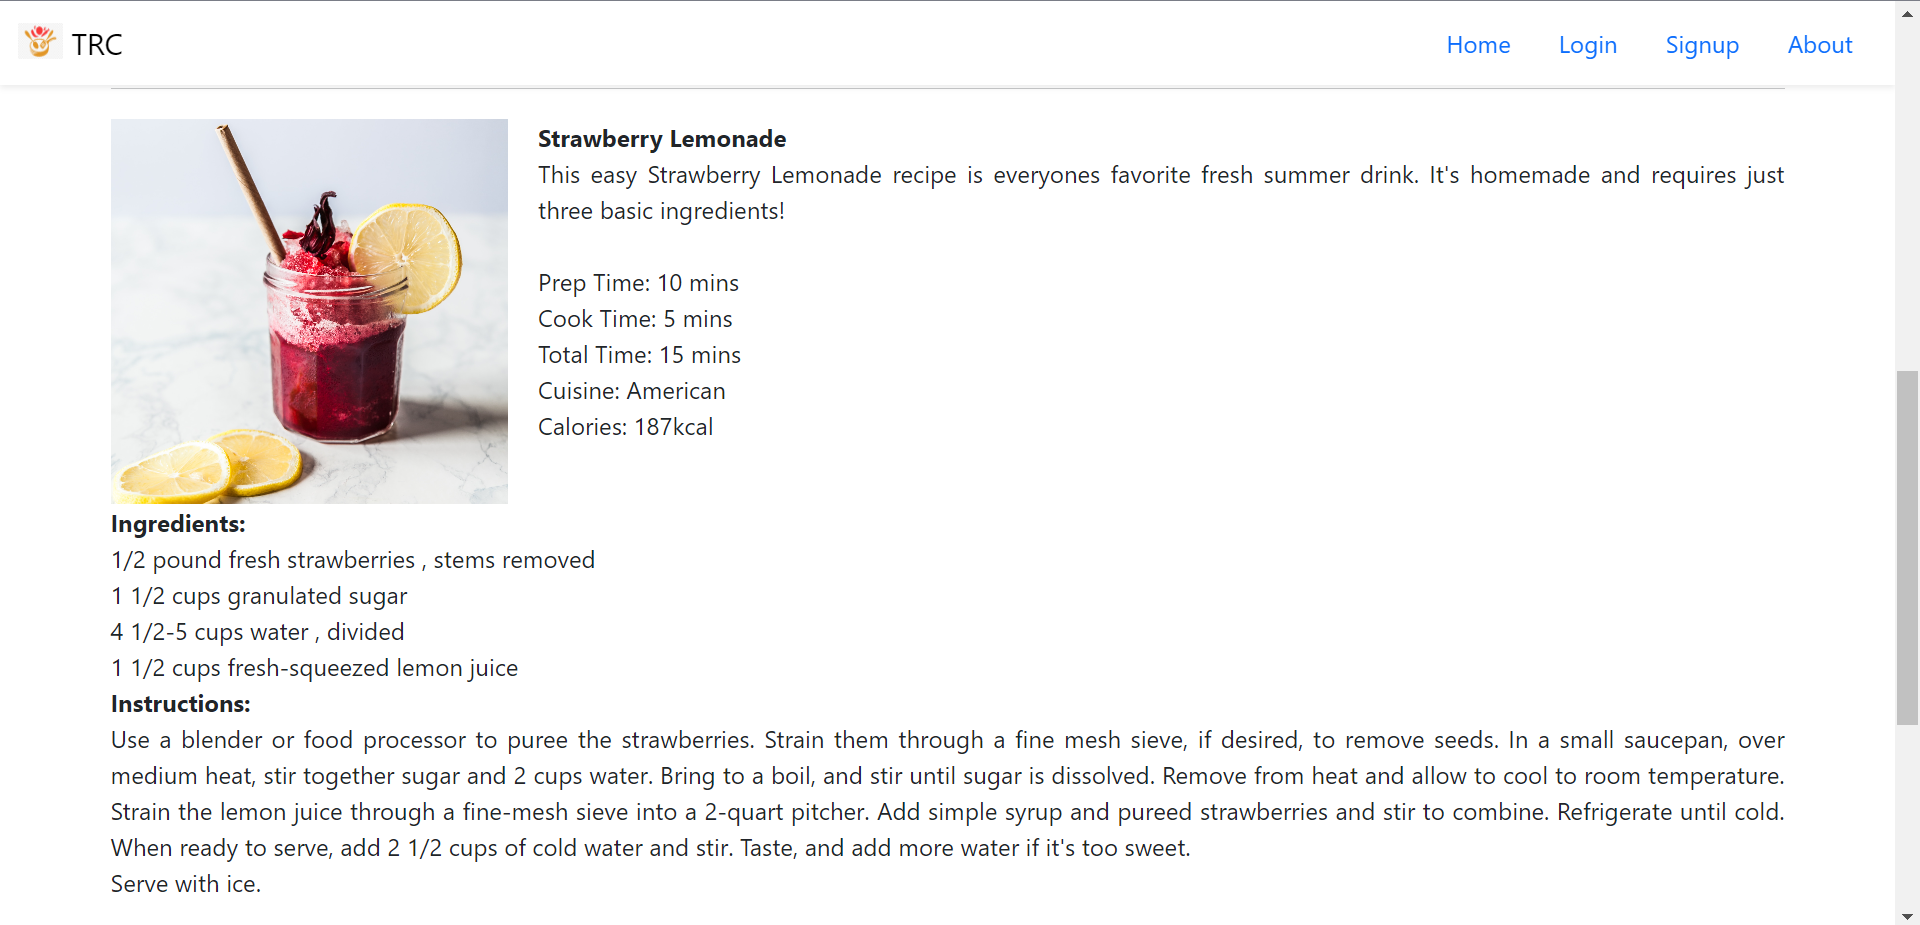 TRC
Home
Login
Signup
About
Strawberry Lemonade
This easy Strawberry Lemonade recipe is everyones favorite fresh summer drink. It's homemade and requires just
three basic ingredients!
Prep Time: 10 mins
Cook Time: 5 mins
Total Time: 15 mins
Cuisine: American
Calories: 187kcal
Ingredients:
1/2 pound fresh strawberries , stems removed
1 1/2 cups granulated sugar
4 1/2-5 cups water , divided
1 1/2 cups fresh-squeezed lemon juice
Instructions:
Use a blender or food processor to puree the strawberries. Strain them through a fine mesh sieve, if desired, to remove seeds. In a small saucepan, over
medium heat, stir together sugar and 2 cups water. Bring to a boil, and stir until sugar is dissolved. Remove from heat and allow to cool to room temperature.
Strain the lemon juice through a fine-mesh sieve into a 2-quart pitcher. Add simple syrup and pureed strawberries and stir to combine. Refrigerate until cold.
When ready to serve, add 2 1/2 cups of cold water and stir. Taste, and add more water if it's too sweet.
Serve with ice.